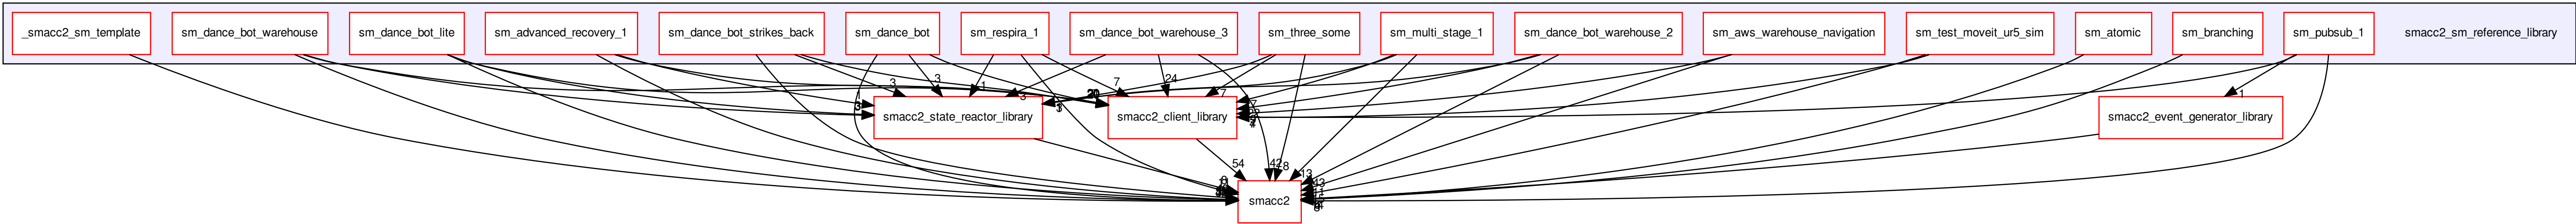 _smacc2_sm_template
sm_dance_bot_warehouse
sm_dance_bot_lite
sm_advanced_recovery_1
sm_dance_bot_strikes_back
sm_dance_bot
sm_respira_1
sm_dance_bot_warehouse_3
sm_three_some
sm_multi_stage_1
sm_dance_bot_warehouse_2
sm_aws_warehouse_navigation
sm_test_moveit_ur5_sim
sm_atomic
sm_branching
sm_pubsub_1
smacc2_sm_reference_library
3
3
1
24
7
3
7
1
smacc2_state_reactor_library
smacc2_client_library
smacc2_event_generator_library
54
42
8
13
smacc2